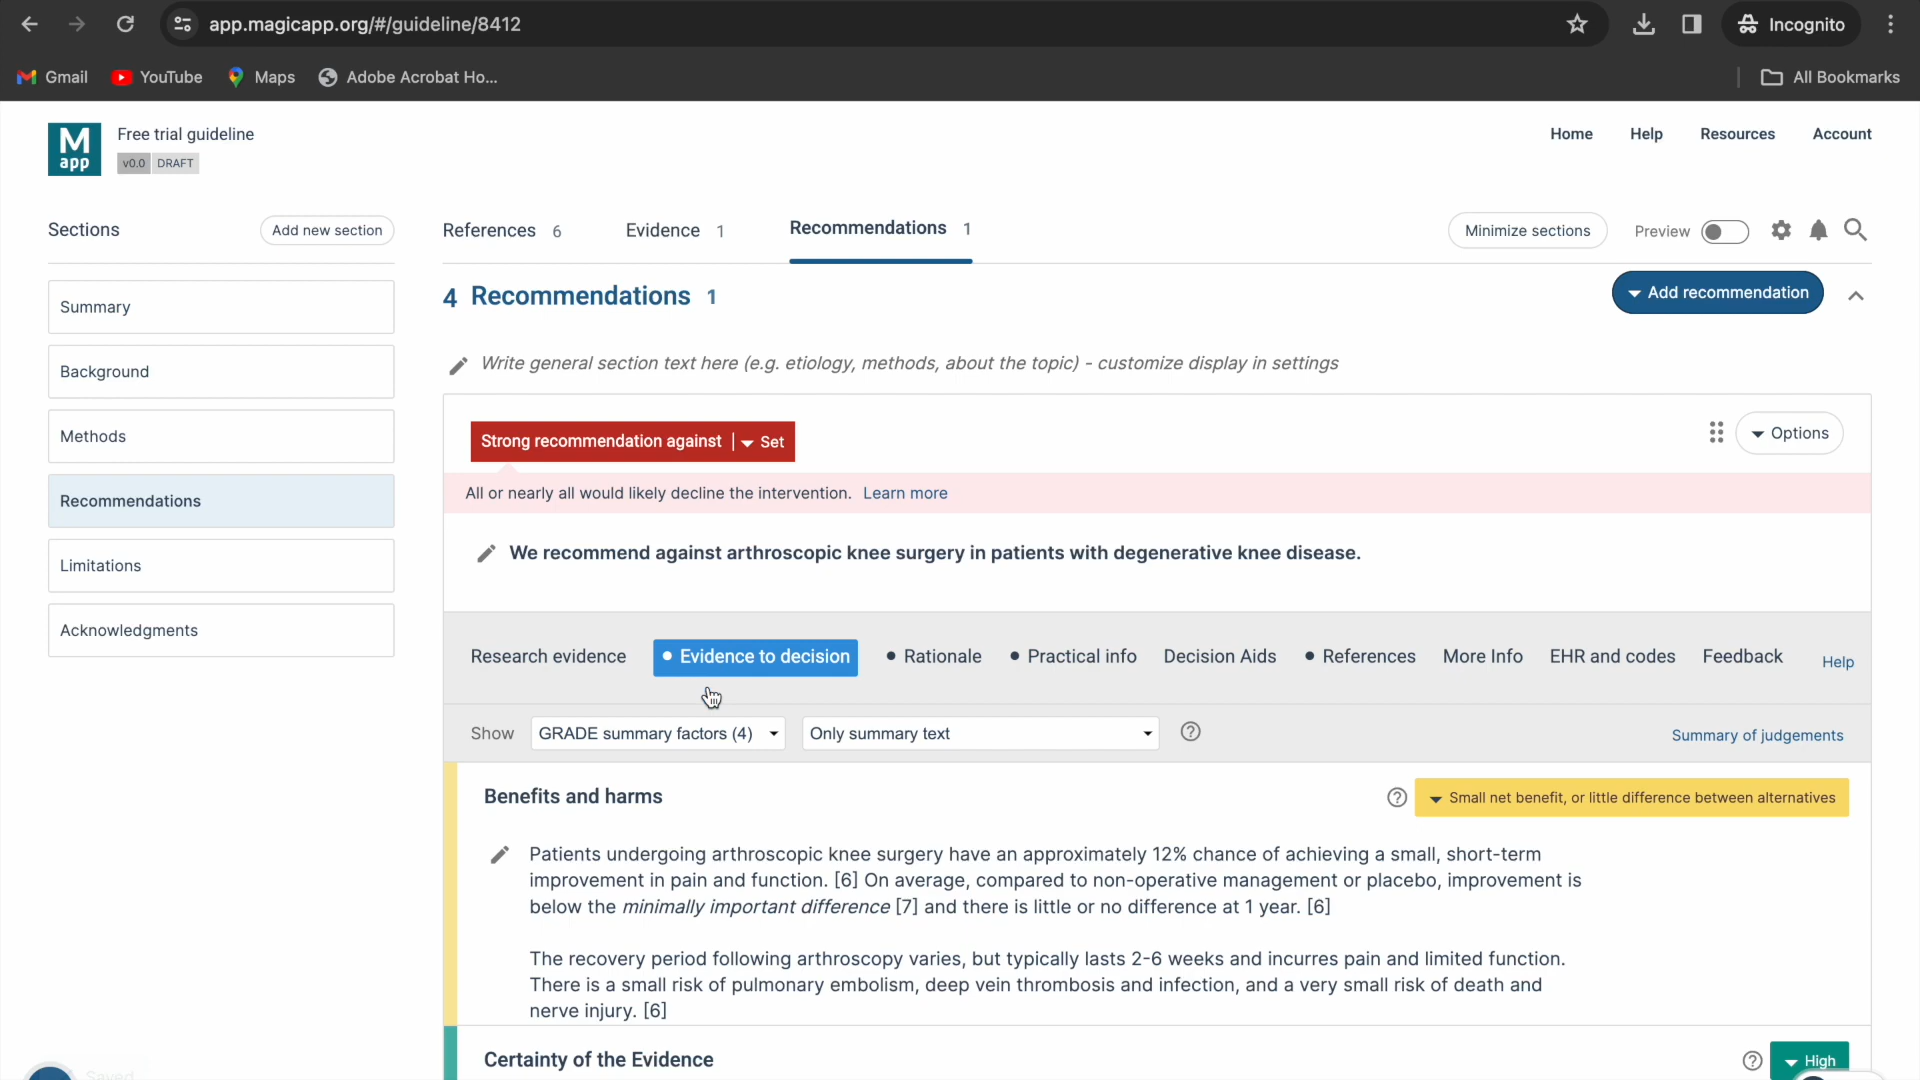 app.magicapp.org/#/guideline/8412
Incognito
Gmail YouTube Maps Adobe Acrobat Ho... All Bookmarks
M app
Free trial guideline
v0.0 DRAFT
Home Help Resources Account
Sections Add new section
References 6 Evidence 1 Recommendations 1
Minimize sections Preview
Summary
Background
Methods
Recommendations
Limitations
Acknowledgments
4 Recommendations 1
Add recommendation
Write general section text here (e.g. etiology, methods, about the topic) - customize display in settings
Strong recommendation against | Set
Options
All or nearly all would likely decline the intervention. Learn more
We recommend against arthroscopic knee surgery in patients with degenerative knee disease.
Research evidence • Evidence to decision • Rationale • Practical info Decision Aids • References More Info EHR and codes Feedback Help
Show GRADE summary factors (4) Only summary text Summary of judgements
Benefits and harms
Small net benefit, or little difference between alternatives
Patients undergoing arthroscopic knee surgery have an approximately 12% chance of achieving a small, short-term
improvement in pain and function. [6] On average, compared to non-operative management or placebo, improvement is
below the minimally important difference [7] and there is little or no difference at 1 year. [6]
The recovery period following arthroscopy varies, but typically lasts 2-6 weeks and incurres pain and limited function.
There is a small risk of pulmonary embolism, deep vein thrombosis and infection, and a very small risk of death and
nerve injury. [6]
Certainty of the Evidence
High
Saved